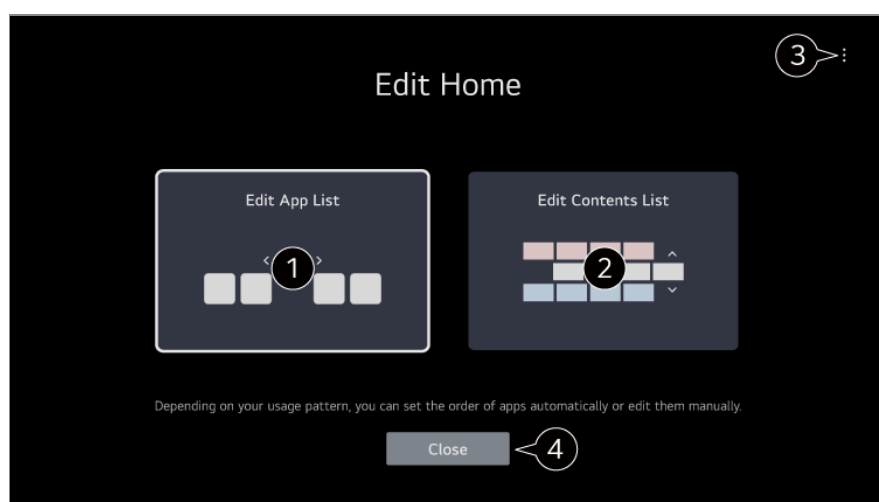 3
Edit Home
Edit App List
Edit Contents List
1
2
Depending on your usage pattern, you can set the order of apps automatically or edit them manually.
Close
4